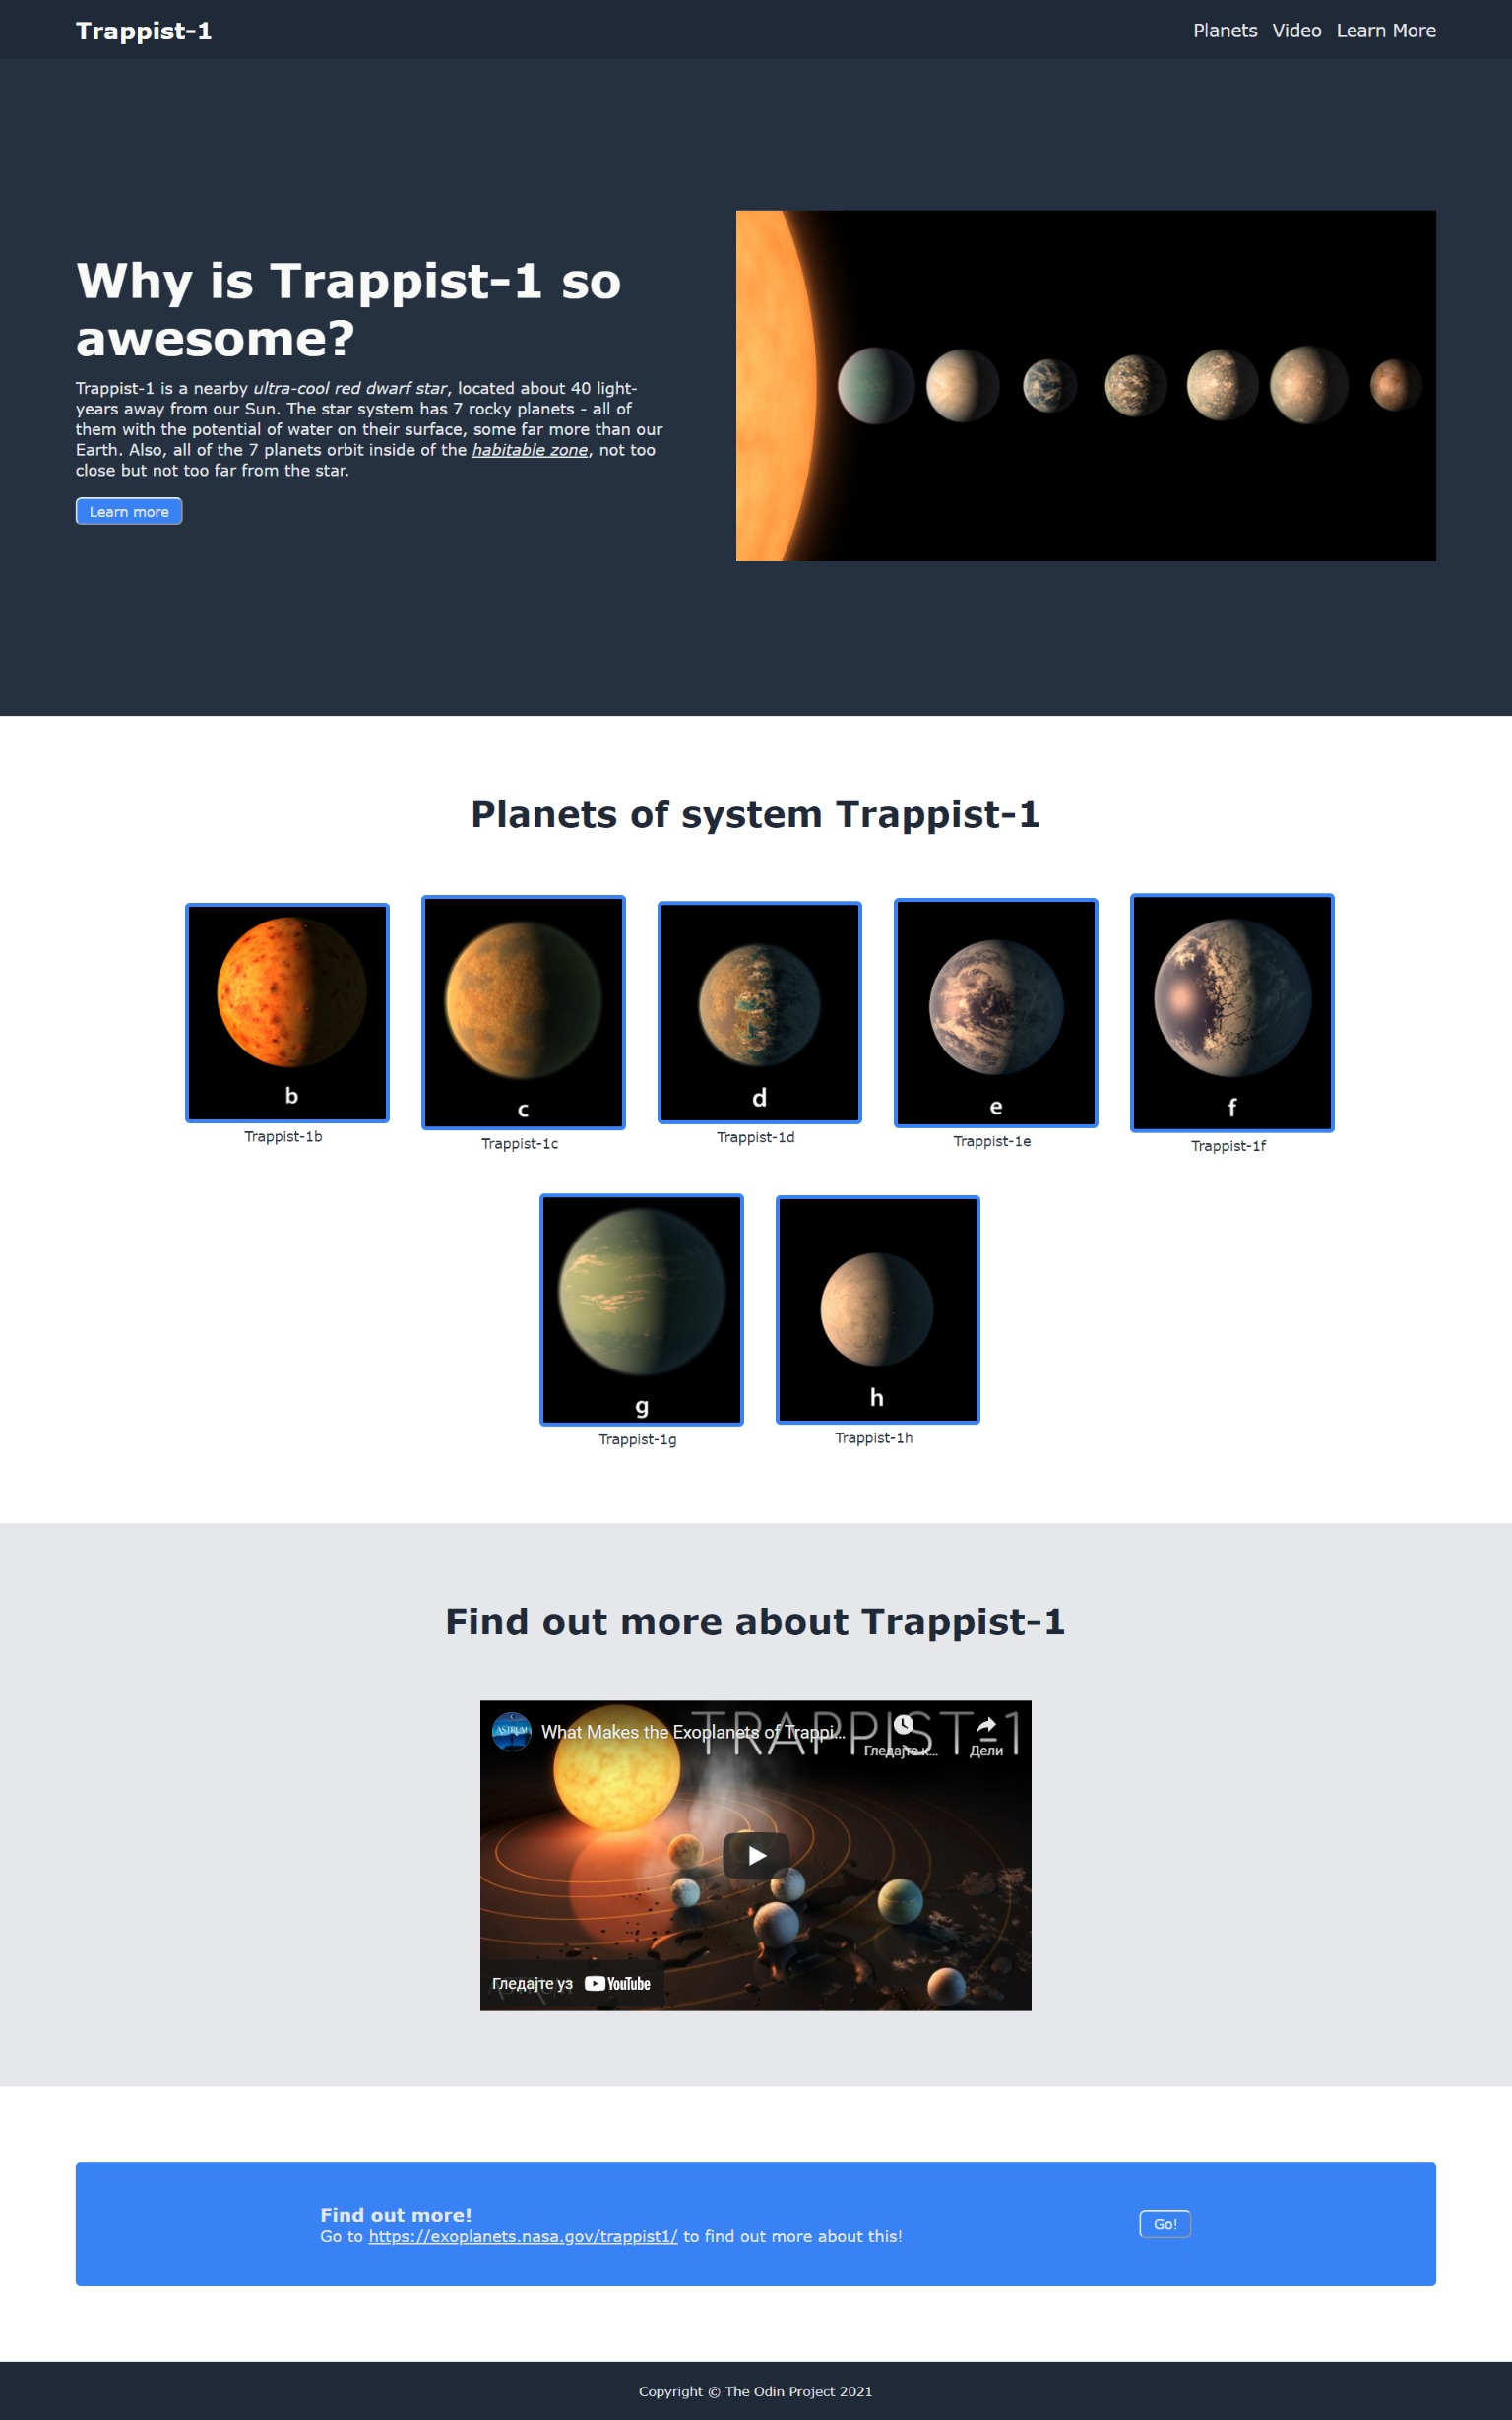 Trappist-1
Planets Video Learn More
Why is Trappist-1 so
awesome?
Trappist-1 is a nearby ultra-cool red dwarf star, located about 40 light-
years away from our Sun. The star system has 7 rocky planets - all of
them with the potential of water on their surface, some far more than our
Earth. Also, all of the 7 planets orbit inside of the habitable zone, not too
close but not too far from the star.
Learn more
Planets of system Trappist-1
b
c
d
e
f
Trappist-1b
Trappist-1c
Trappist-1d
Trappist-1e
Trappist-1f
g
h
Trappist-1g
Trappist-1h
Find out more about Trappist-1
ASTRUM
What Makes the Exoplanets of Trappi...
TRAPPIST-1
Гледајте к...
Дели
Гледајте уз YouTube
Find out more!
Go to https://exoplanets.nasa.gov/trappist1/ to find out more about this!
Go!
Copyright © The Odin Project 2021